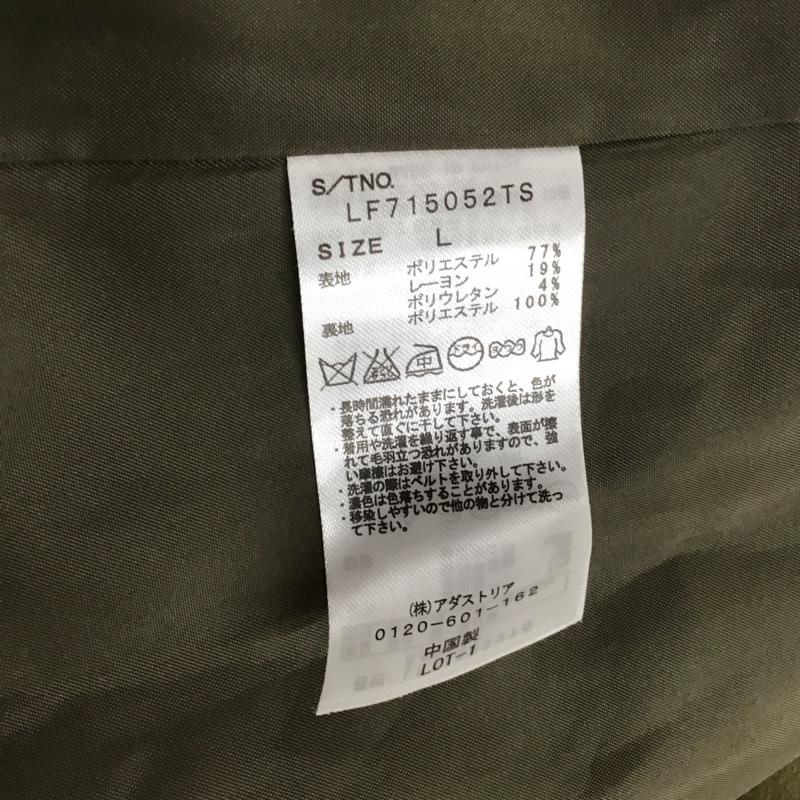 S/TNO.
LF715052TS
SIZE L
表地 ポリエステル 77%
レーヨン 19%
ポリウレタン 4%
裏地 ポリエステル 100%
中 ドライ
・長時間濡れたままにしておくと、色が
落ちる恐れがあります。洗濯後は形を
整えて直ぐに干して下さい。
・着用や洗濯を繰り返す事で、表面が擦
れて毛羽立つ恐れがありますので、強
い摩擦はお避け下さい。
・洗濯の際はベルトを取り外して下さい。
・濃色は色落ちすることがあります。
・移染しやすいので他の物と分けて洗っ
て下さい。
(株)アダストリア
0120-601-162
中国製
LOT-1